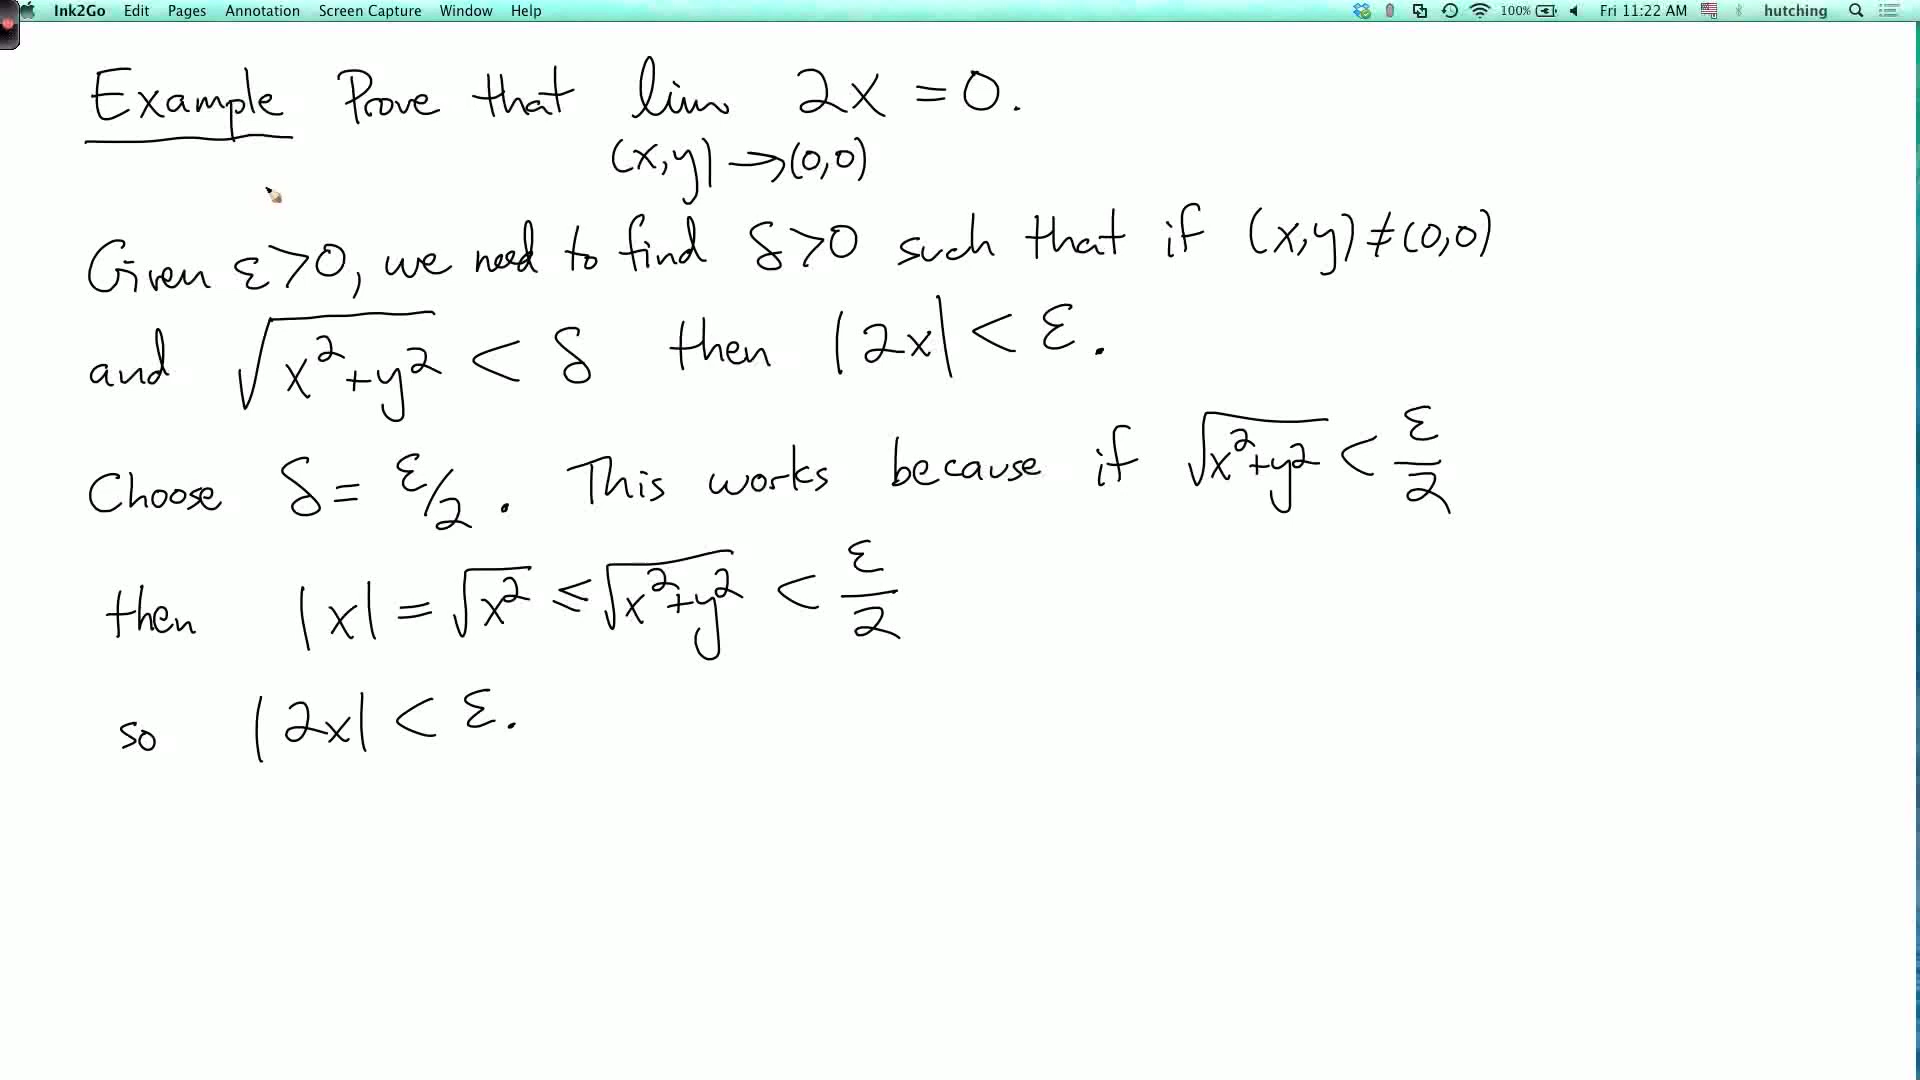 Ink2Go Edit Pages Annotation Screen Capture Window Help 100% Fri 11:22 AM hutching
Example Prove that lim 2x = 0.
(x,y) → (0,0)
Given ε>0, we need to find δ>0 such that if (x,y) ≠ (0,0)
and √(x²+y²) < δ then |2x| < ε.
Choose δ = ε/2. This works because if √(x²+y²) < ε/2
then |x| = √x² ≤ √(x²+y²) < ε/2
so |2x| < ε.